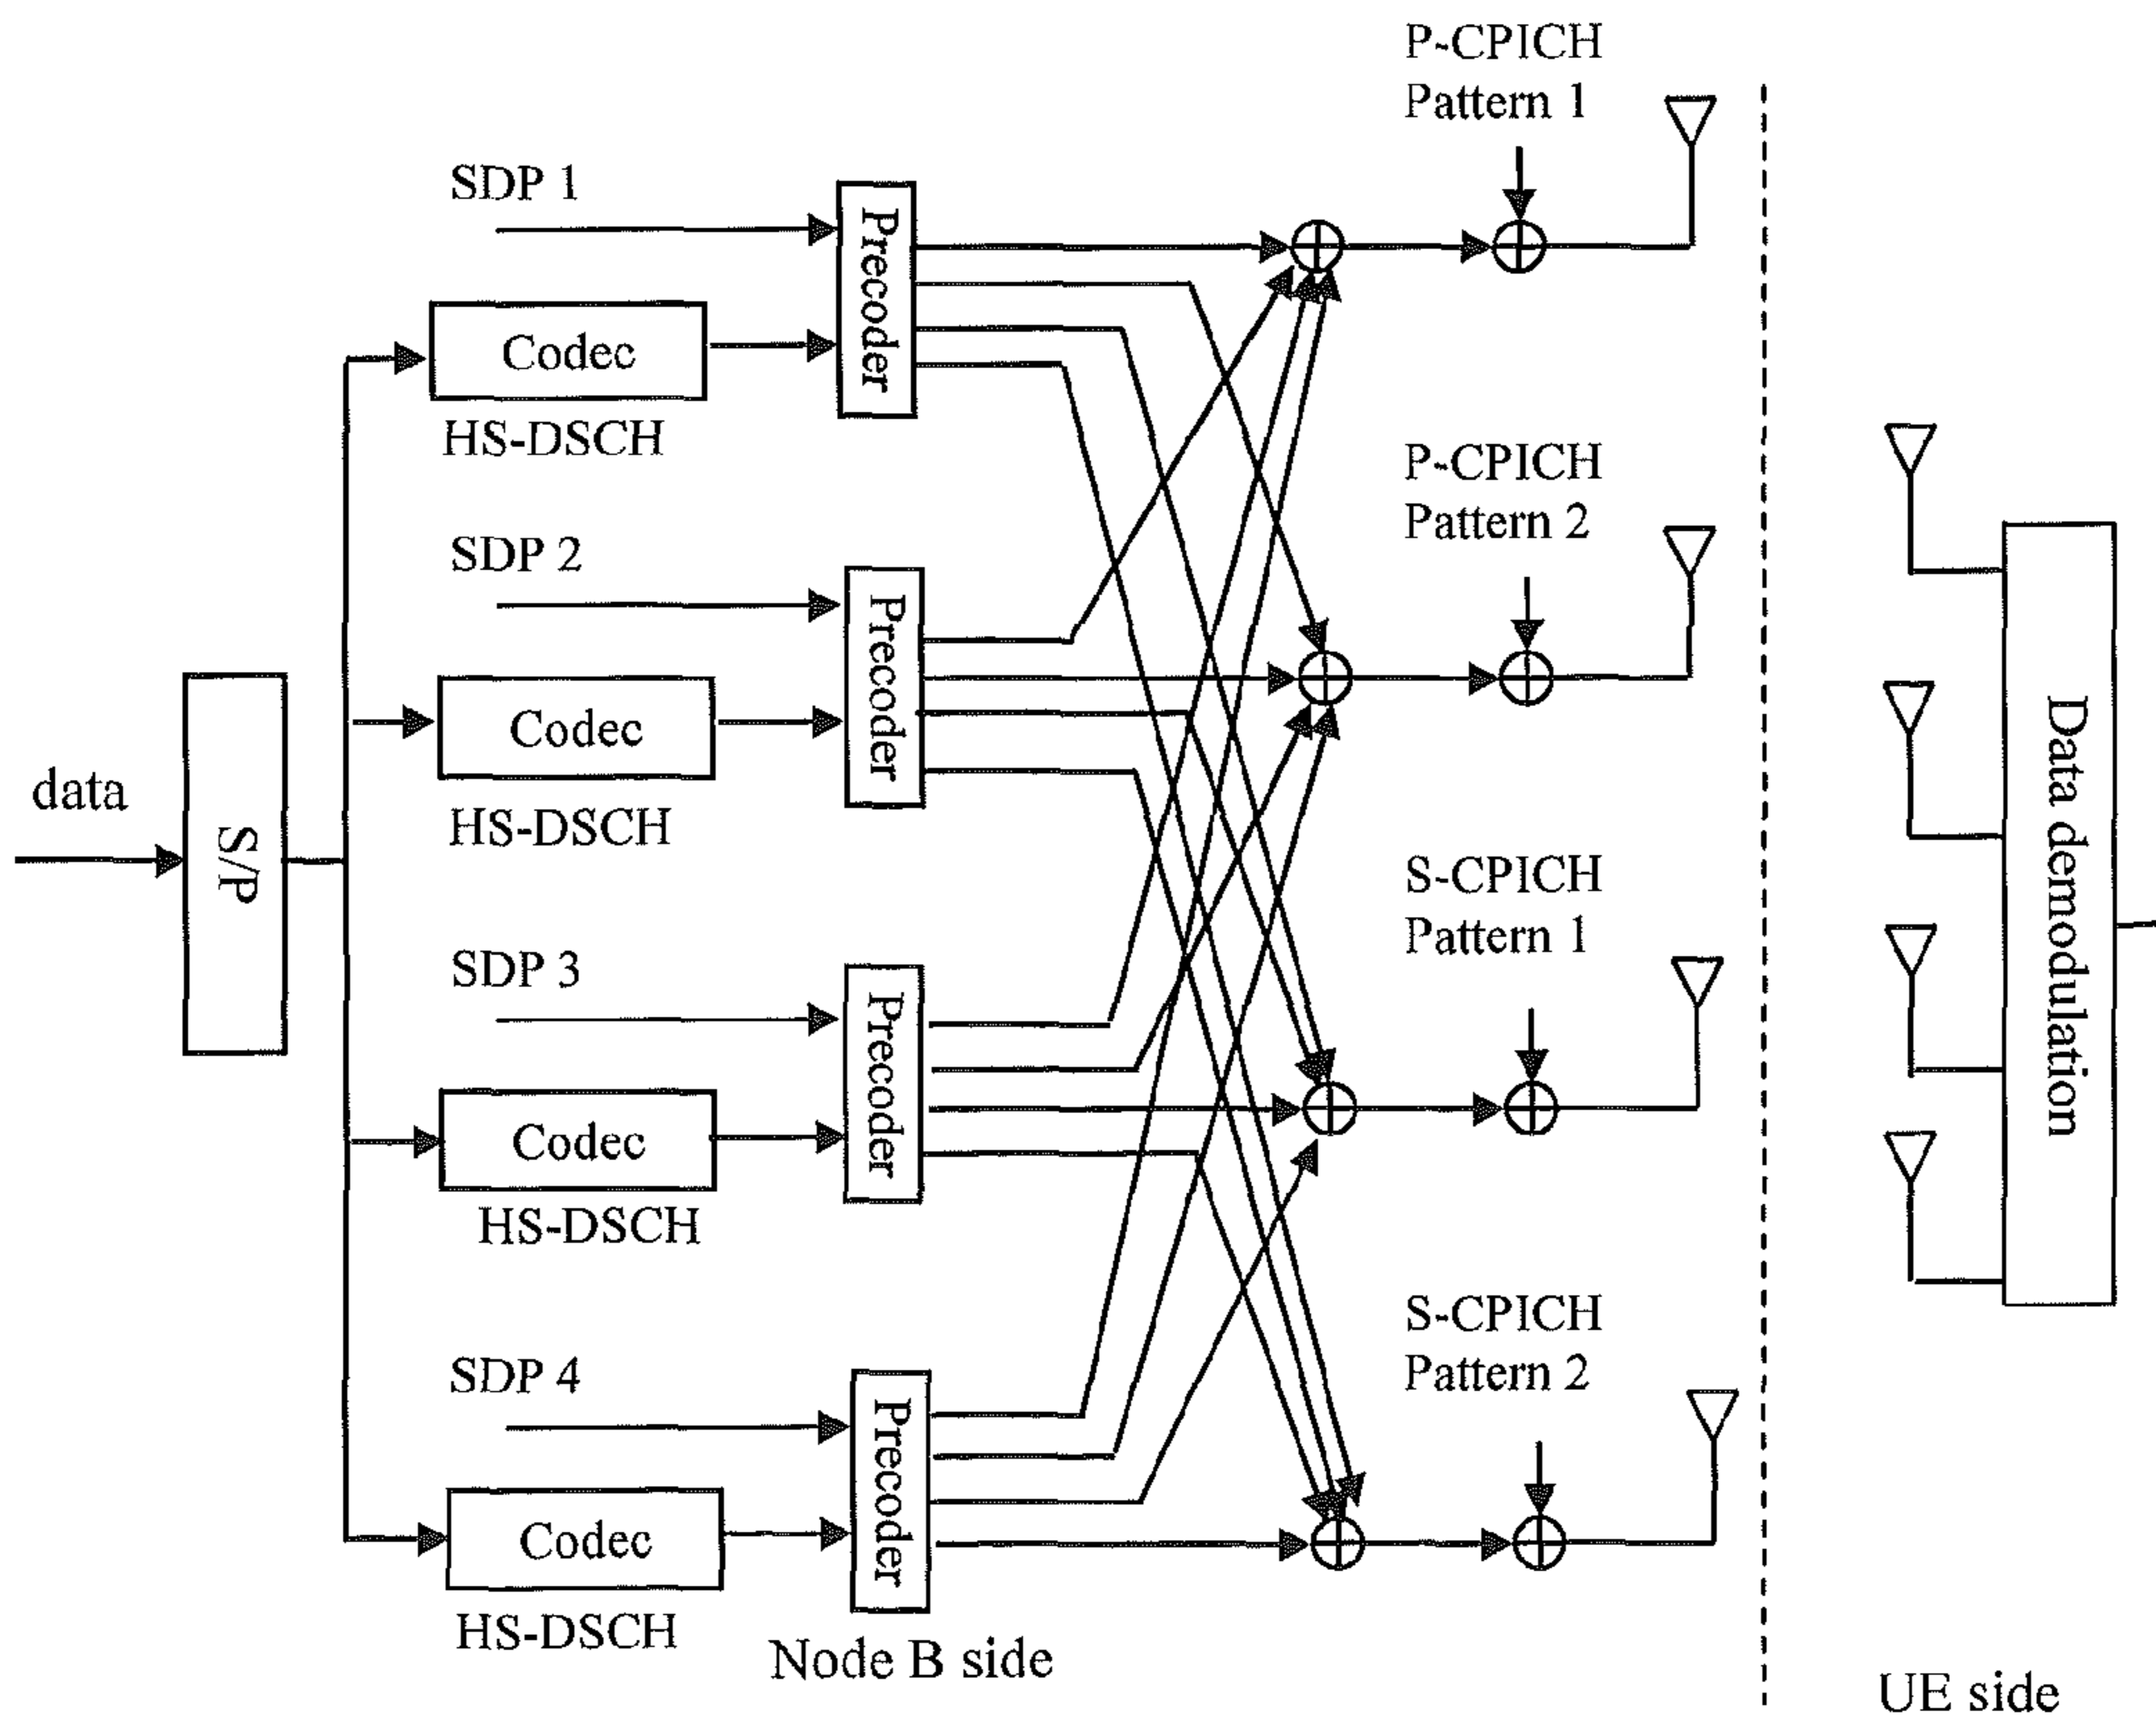 P-CPICH
Pattern 1
SDP 1
Precoder
Codec
HS-DSCH
P-CPICH
Pattern 2
SDP 2
Precoder
Codec
HS-DSCH
data
S/P
Data demodulation
S-CPICH
Pattern 1
SDP 3
Precoder
Codec
HS-DSCH
S-CPICH
Pattern 2
SDP 4
Precoder
Codec
HS-DSCH
Node B side
UE side